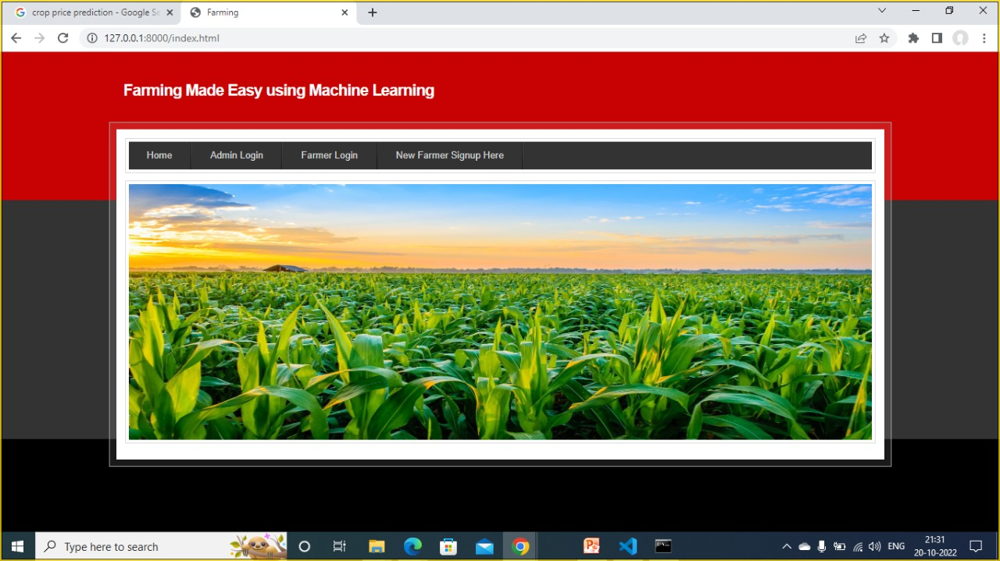 crop price prediction - Google Se
Farming
127.0.0.1:8000/index.html
Farming Made Easy using Machine Learning
Home
Admin Login
Farmer Login
New Farmer Signup Here
Type here to search
ENG
21:31
20-10-2022